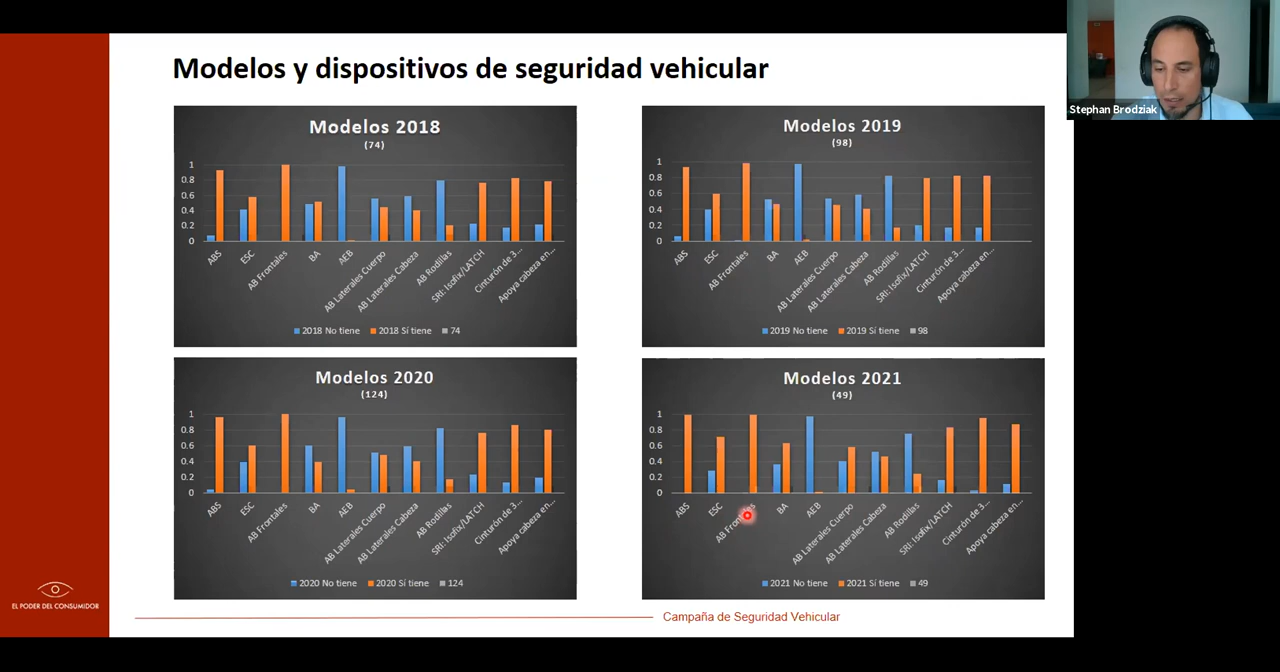 Modelos y dispositivos de seguridad vehicular
Stephan Brodziak
Modelos 2018
(74)
1
0.8
0.6
0.4
0.2
0
ABS
ESC
AB Frontales
BA
AEB
AB Laterales Cuerpo
AB Laterales Cabeza
AB Rodillas
SRI: Isofix/LATCH
Cinturón de 3...
Apoya cabeza en...
2018 No tiene 2018 Sí tiene 74
Modelos 2019
(98)
1
0.8
0.6
0.4
0.2
0
ABS
ESC
AB Frontales
BA
AEB
AB Laterales Cuerpo
AB Laterales Cabeza
AB Rodillas
SRI: Isofix/LATCH
Cinturón de 3...
Apoya cabeza en...
2019 No tiene 2019 Sí tiene 98
Modelos 2020
(124)
1
0.8
0.6
0.4
0.2
0
ABS
ESC
AB Frontales
BA
AEB
AB Laterales Cuerpo
AB Laterales Cabeza
AB Rodillas
SRI: Isofix/LATCH
Cinturón de 3...
Apoya cabeza en...
2020 No tiene 2020 Sí tiene 124
Modelos 2021
(49)
1
0.8
0.6
0.4
0.2
0
ABS
ESC
AB Frontales
BA
AEB
AB Laterales Cuerpo
AB Laterales Cabeza
AB Rodillas
SRI: Isofix/LATCH
Cinturón de 3...
Apoya cabeza en...
2021 No tiene 2021 Sí tiene 49
EL PODER DEL CONSUMIDOR
Campaña de Seguridad Vehicular